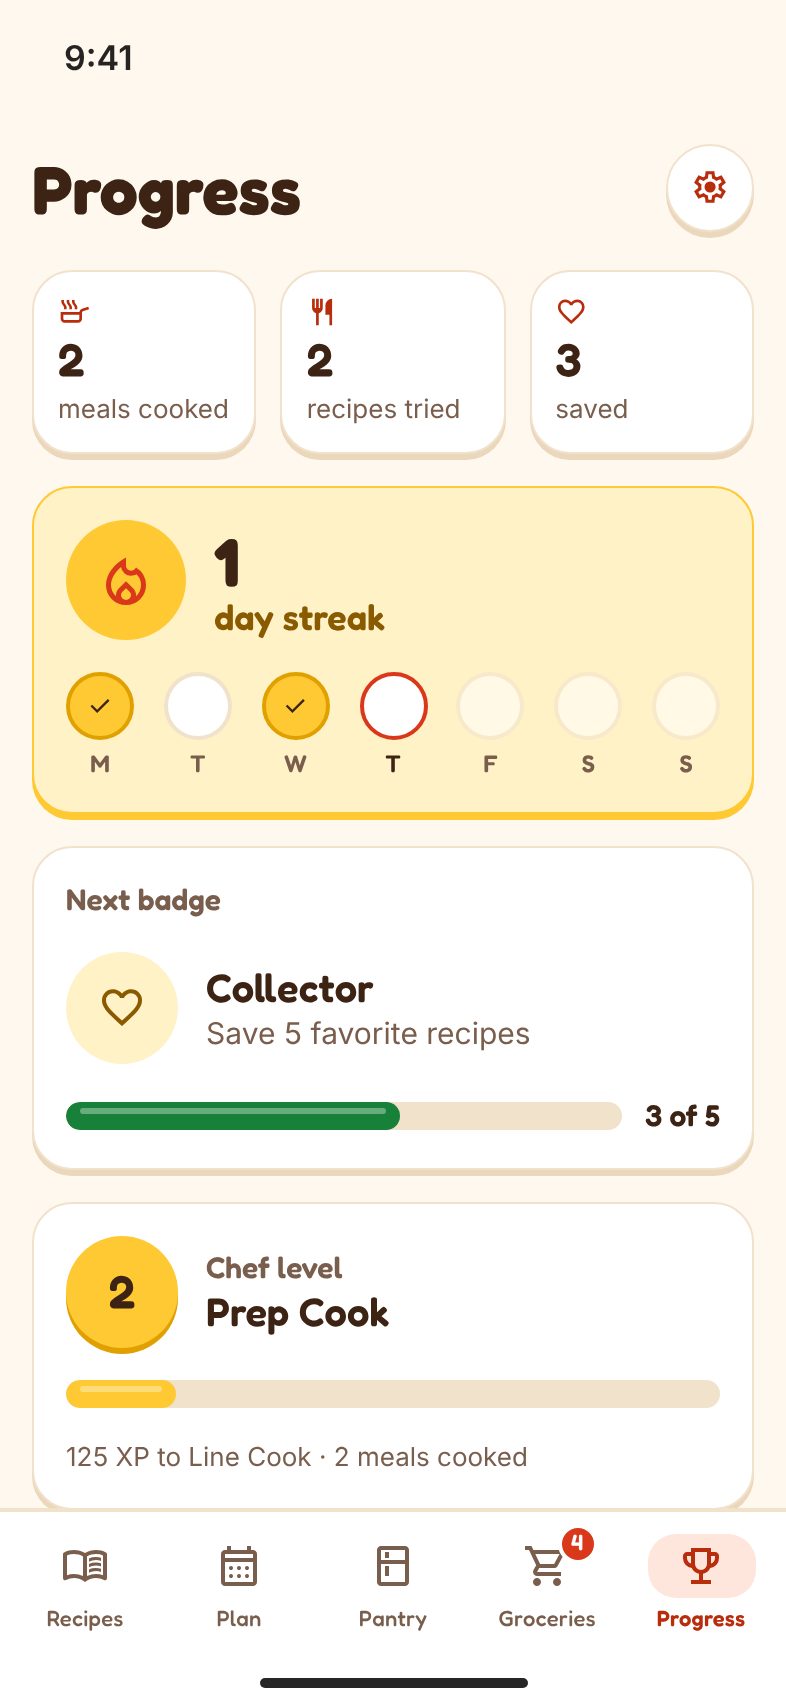 9:41
Progress
2
meals cooked
2
recipes tried
3
saved
1
day streak
M T W T F S S
Next badge
Collector
Save 5 favorite recipes
3 of 5
2
Chef level
Prep Cook
125 XP to Line Cook · 2 meals cooked
4
Recipes Plan Pantry Groceries Progress